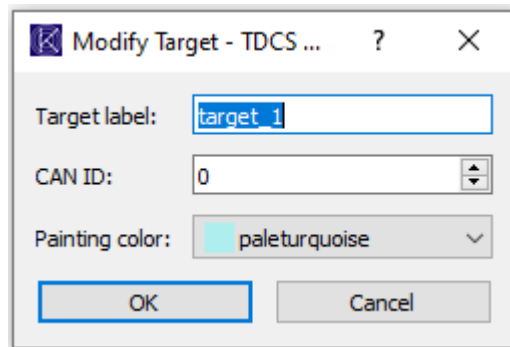 Modify Target - TDCS ... ?
Target label: target_1
CAN ID: 0
Painting color: paleturquoise
OK Cancel